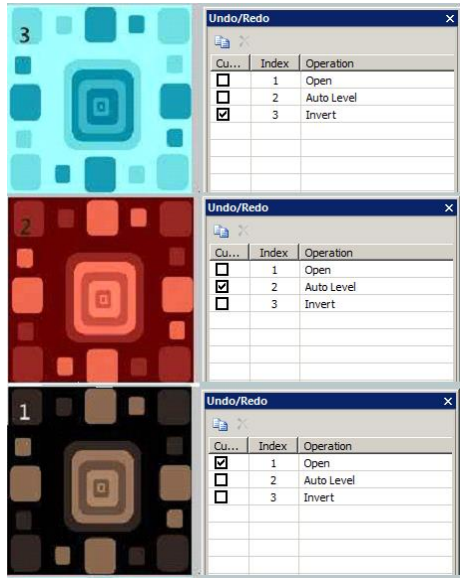 3
Undo/Redo
Cu... Index Operation
1 Open
2 Auto Level
3 Invert
2
Undo/Redo
Cu... Index Operation
1 Open
2 Auto Level
3 Invert
1
Undo/Redo
Cu... Index Operation
1 Open
2 Auto Level
3 Invert